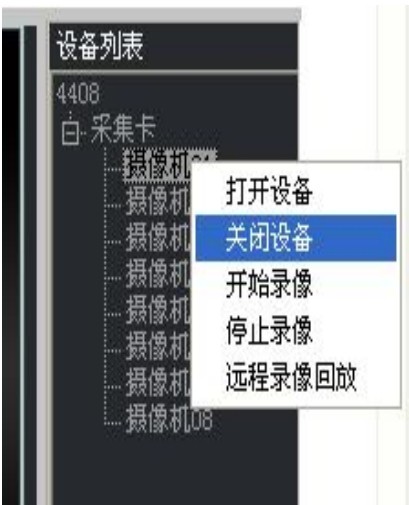 设备列表
4408
采集卡
摄像机01
摄像机
摄像机
摄像机
摄像机
摄像机
摄像机
摄像机08
打开设备
关闭设备
开始录像
停止录像
远程录像回放